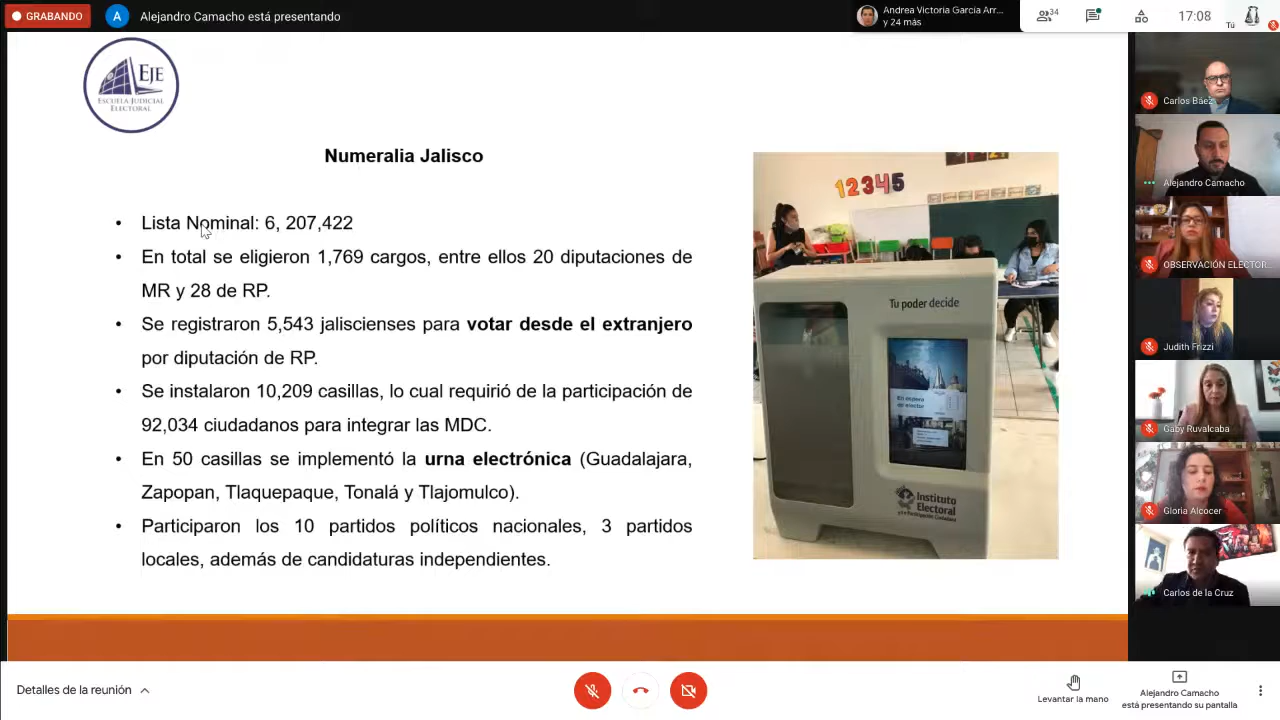 GRABANDO
A
Alejandro Camacho está presentando
Andrea Victoria García Arr...
y 24 más
34
17:08
Tú
EJE
ESCUELA JUDICIAL
ELECTORAL
Numeralia Jalisco
• Lista Nominal: 6, 207,422
• En total se eligieron 1,769 cargos, entre ellos 20 diputaciones de
MR y 28 de RP.
• Se registraron 5,543 jaliscienses para votar desde el extranjero
por diputación de RP.
• Se instalaron 10,209 casillas, lo cual requirió de la participación de
92,034 ciudadanos para integrar las MDC.
• En 50 casillas se implementó la urna electrónica (Guadalajara,
Zapopan, Tlaquepaque, Tonalá y Tlajomulco).
• Participaron los 10 partidos políticos nacionales, 3 partidos
locales, además de candidaturas independientes.
12345
Tu poder decide
Instituto
Electoral
y de Participación Ciudadana
Carlos Báez
Alejandro Camacho
OBSERVACIÓN ELECTOR...
Judith Frizzi
Gaby Ruvalcaba
Gloria Alcocer
Carlos de la Cruz
Detalles de la reunión
Levantar la mano
Alejandro Camacho
está presentando su pantalla